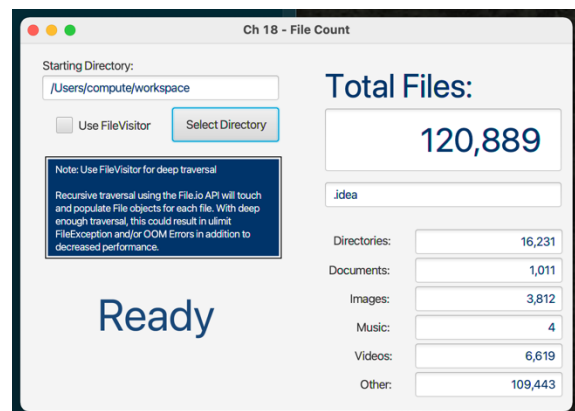 Ch 18 - File Count
Starting Directory:
/Users/compute/workspace
Use FileVisitor
Select Directory
Note: Use FileVisitor for deep traversal
Recursive traversal using the File.io API will touch
and populate File objects for each file. With deep
enough traversal, this could result in ulimit
FileException and/or OOM Errors in addition to
decreased performance.
Ready
Total Files:
120,889
.idea
Directories: 16,231
Documents: 1,011
Images: 3,812
Music: 4
Videos: 6,619
Other: 109,443